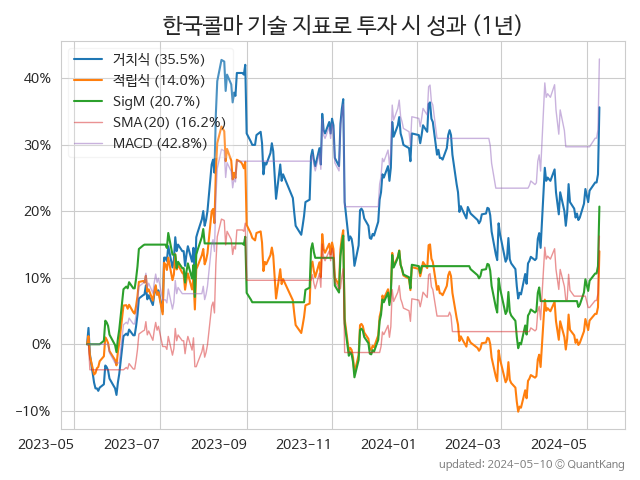 한국콜마 기술 지표로 투자 시 성과 (1년)
거치식 (35.5%)
적립식 (14.0%)
SigM (20.7%)
SMA(20) (16.2%)
MACD (42.8%)
40%
30%
20%
10%
0%
−10%
2023-05 2023-07 2023-09 2023-11 2024-01 2024-03 2024-05
updated: 2024-05-10 © QuantKang